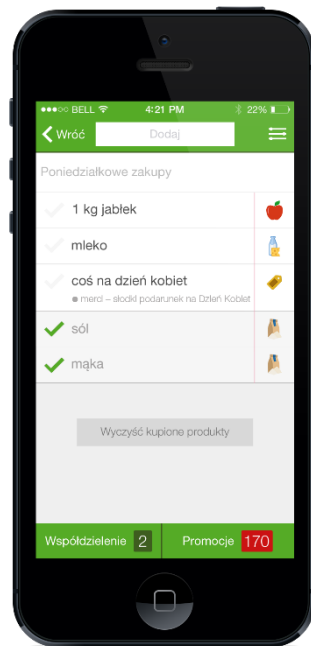 BELL 4:21 PM 22%
Wróć Dodaj
Poniedziałkowe zakupy
1 kg jabłek
mleko
coś na dzień kobiet
merci – słodki podarunek na Dzień Kobiet
sól
mąka
Wyczyść kupione produkty
Współdzielenie 2 Promocje 170